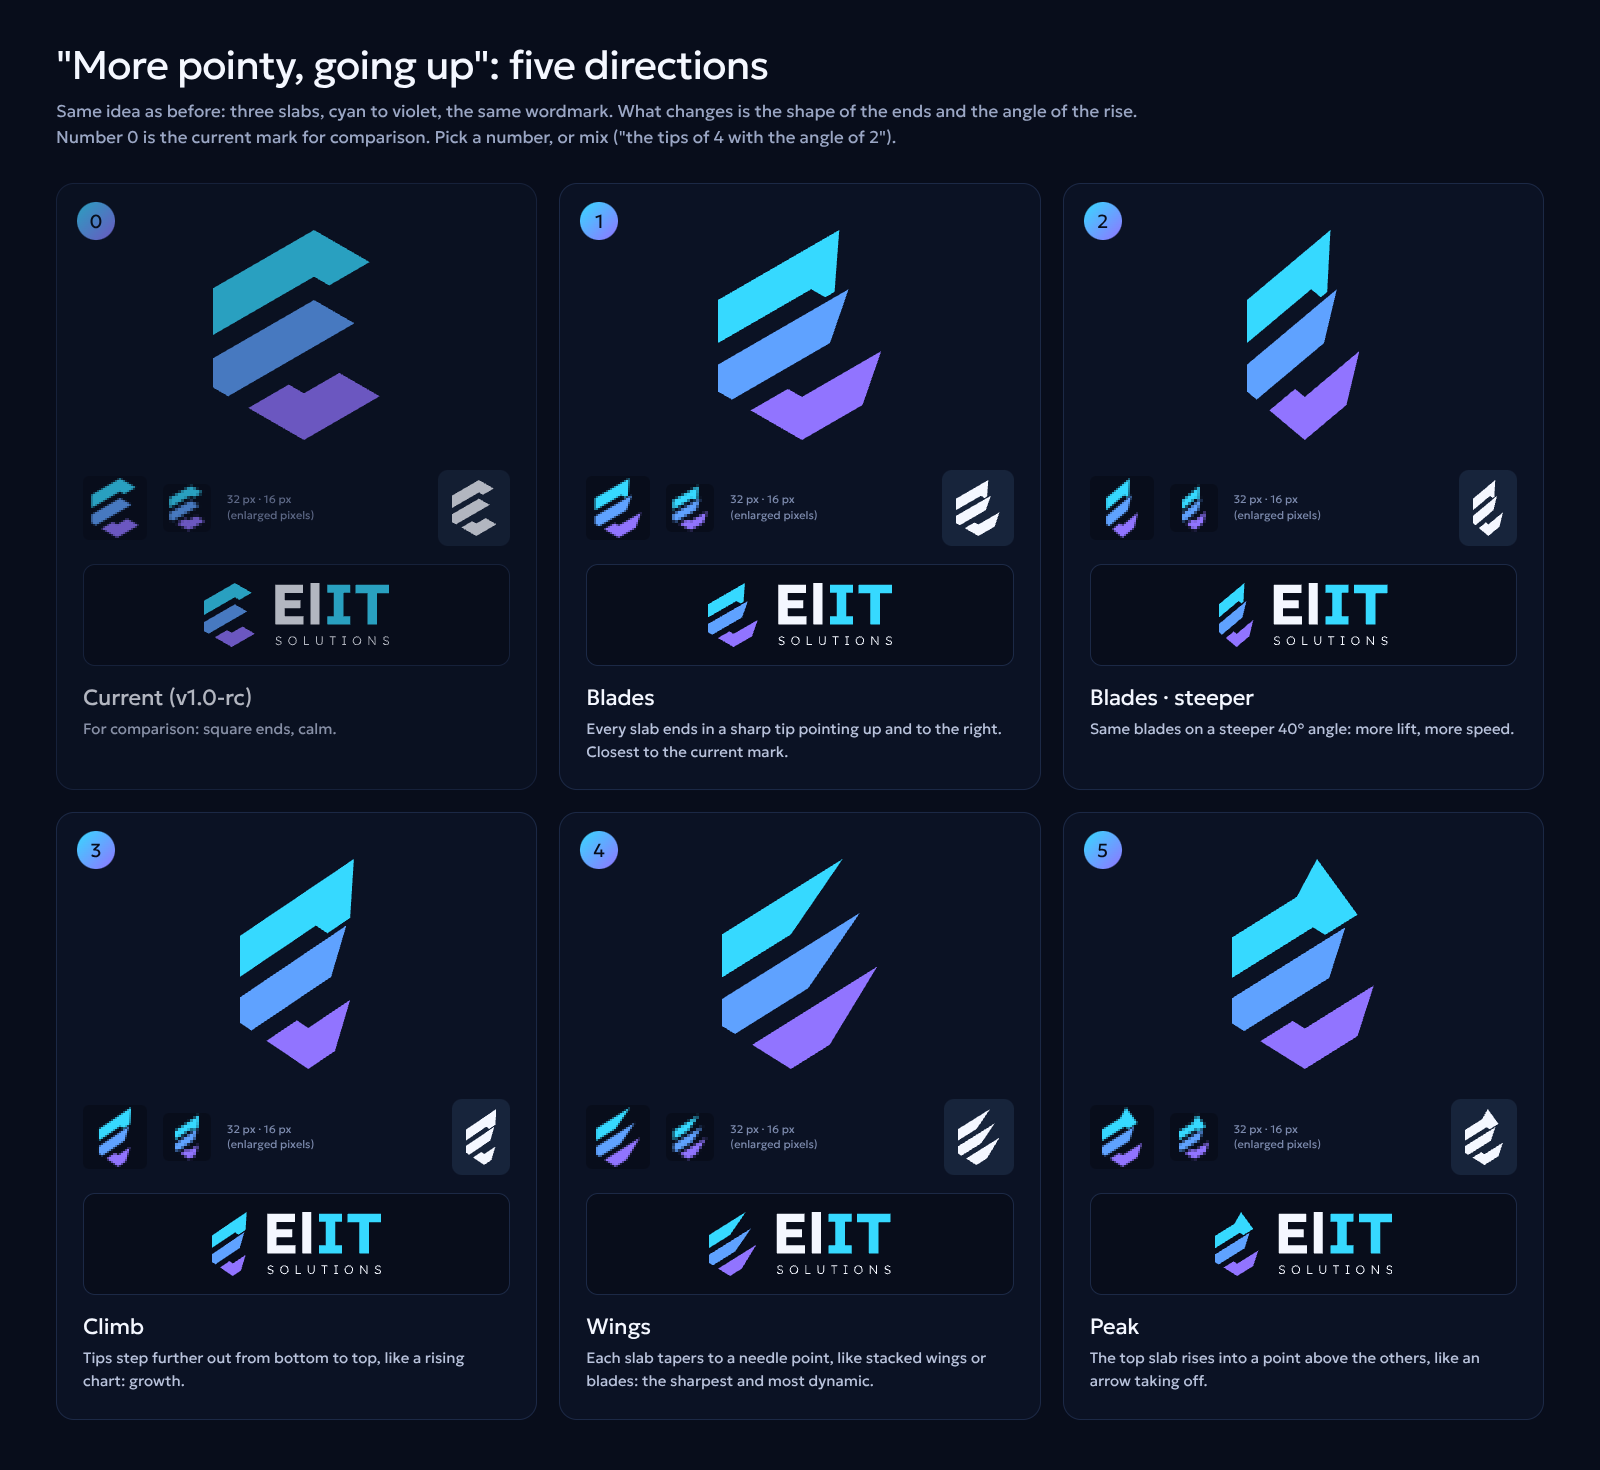 "More pointy, going up": five directions
Same idea as before: three slabs, cyan to violet, the same wordmark. What changes is the shape of the ends and the angle of the rise.
Number 0 is the current mark for comparison. Pick a number, or mix ("the tips of 4 with the angle of 2").
0
32 px · 16 px
(enlarged pixels)
ElIT
SOLUTIONS
Current (v1.0-rc)
For comparison: square ends, calm.
1
32 px · 16 px
(enlarged pixels)
ElIT
SOLUTIONS
Blades
Every slab ends in a sharp tip pointing up and to the right.
Closest to the current mark.
2
32 px · 16 px
(enlarged pixels)
ElIT
SOLUTIONS
Blades · steeper
Same blades on a steeper 40° angle: more lift, more speed.
3
32 px · 16 px
(enlarged pixels)
ElIT
SOLUTIONS
Climb
Tips step further out from bottom to top, like a rising
chart: growth.
4
32 px · 16 px
(enlarged pixels)
ElIT
SOLUTIONS
Wings
Each slab tapers to a needle point, like stacked wings or
blades: the sharpest and most dynamic.
5
32 px · 16 px
(enlarged pixels)
ElIT
SOLUTIONS
Peak
The top slab rises into a point above the others, like an
arrow taking off.